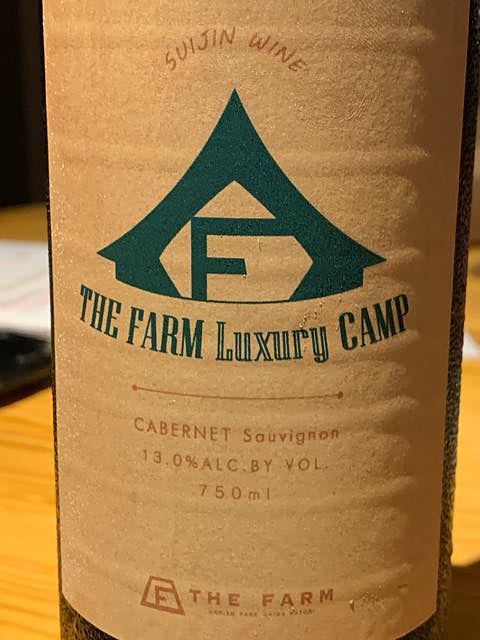 SUIJIN WINE
F
THE FARM Luxury CAMP
CABERNET Sauvignon
13.0%ALC.BY VOL.
750ml
F THE FARM